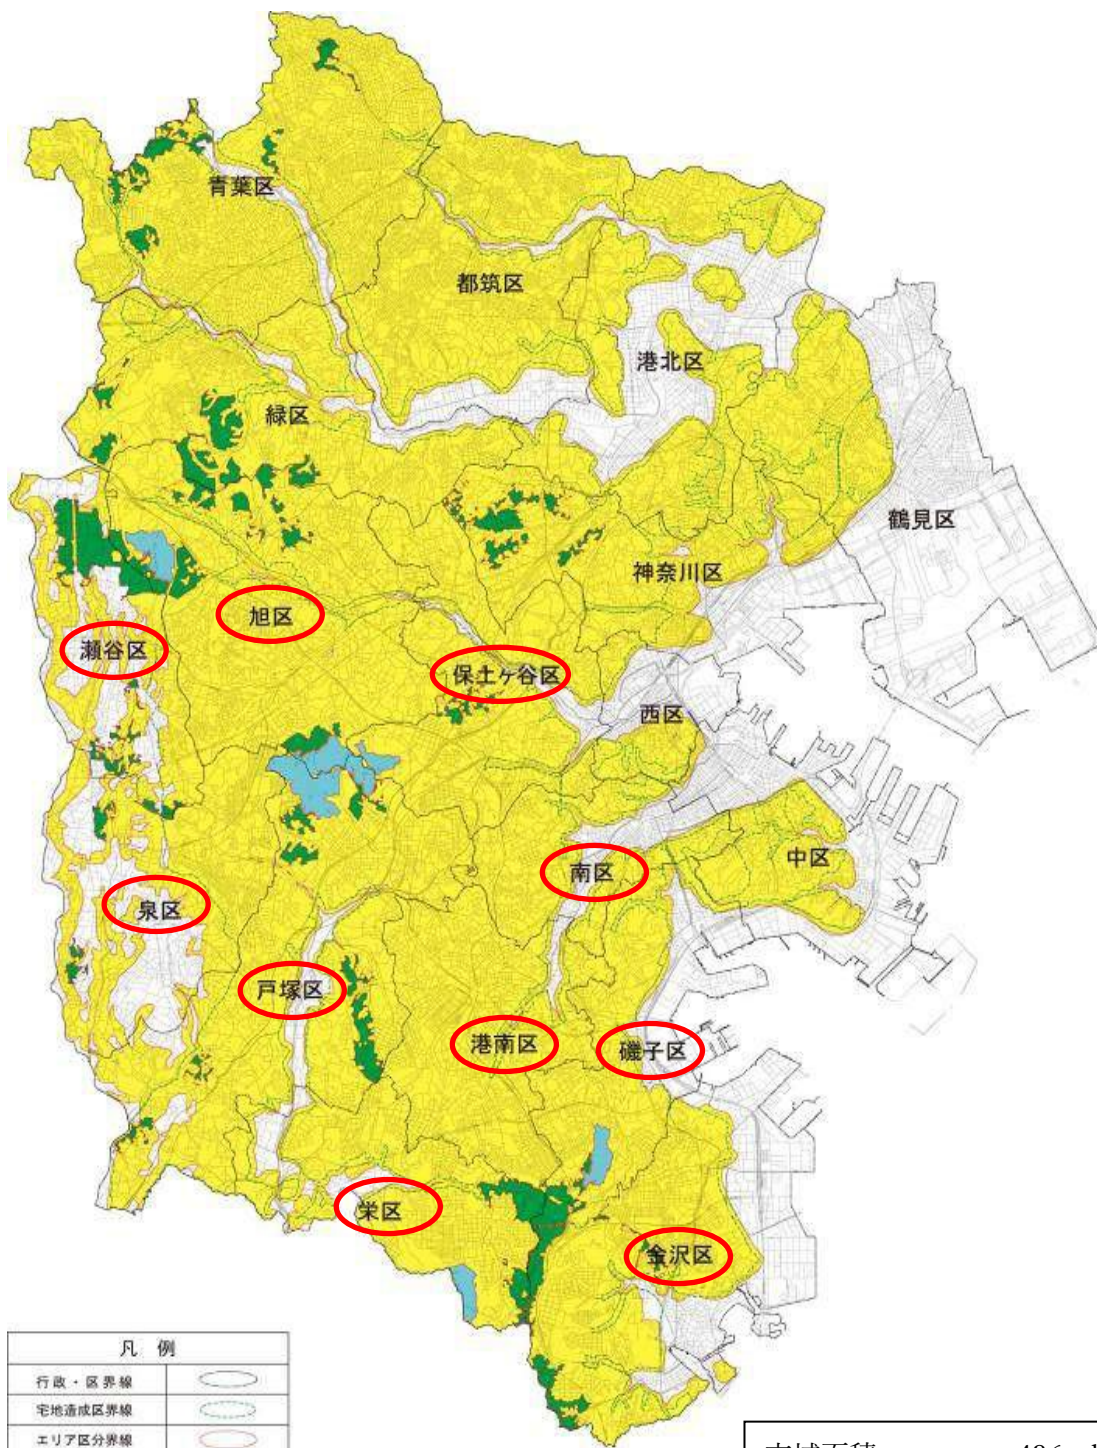 青葉区
都筑区
港北区
緑区
鶴見区
神奈川区
旭区
瀬谷区
保土ヶ谷区
西区
中区
南区
泉区
戸塚区
港南区
磯子区
栄区
金沢区
凡 例
行政・区界線
宅地造成区界線
エリア区分界線